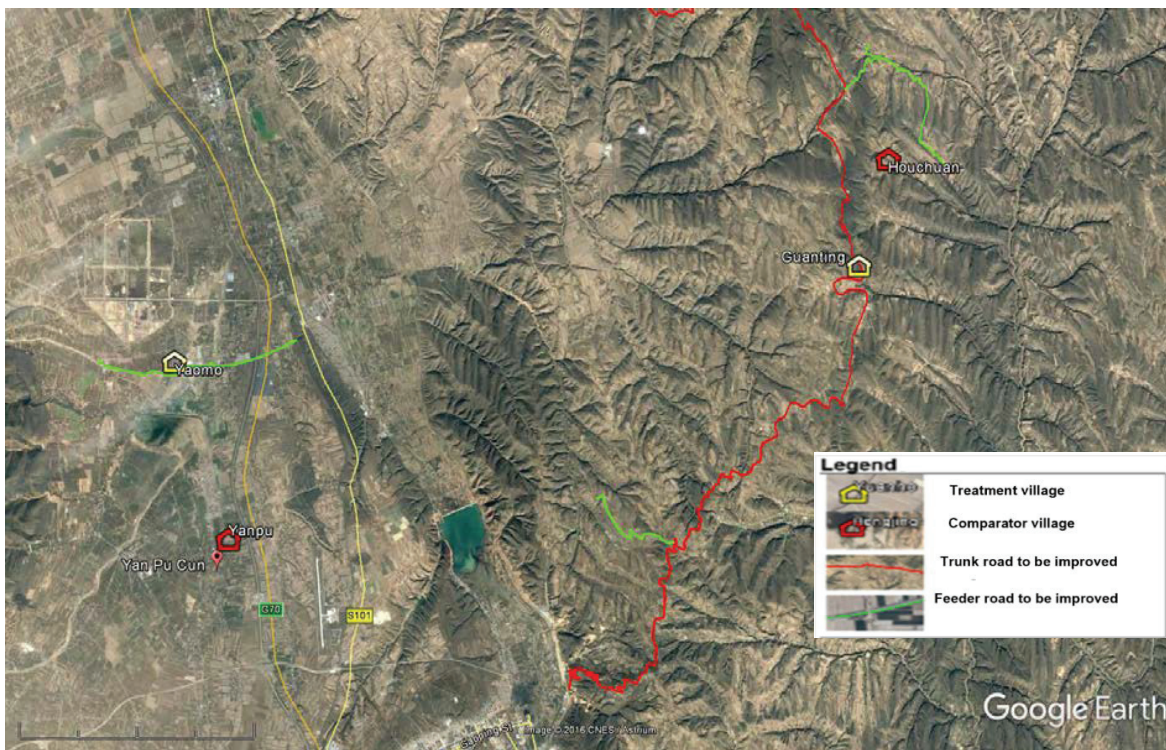 Houchuan
Guanting
Yaomo
Yanpu
Yan Pu Cun
G70
S101
Legend
Treatment village
Comparator village
Trunk road to be improved
Feeder road to be improved
Google Earth
Image © 2016 CNES / Astrium